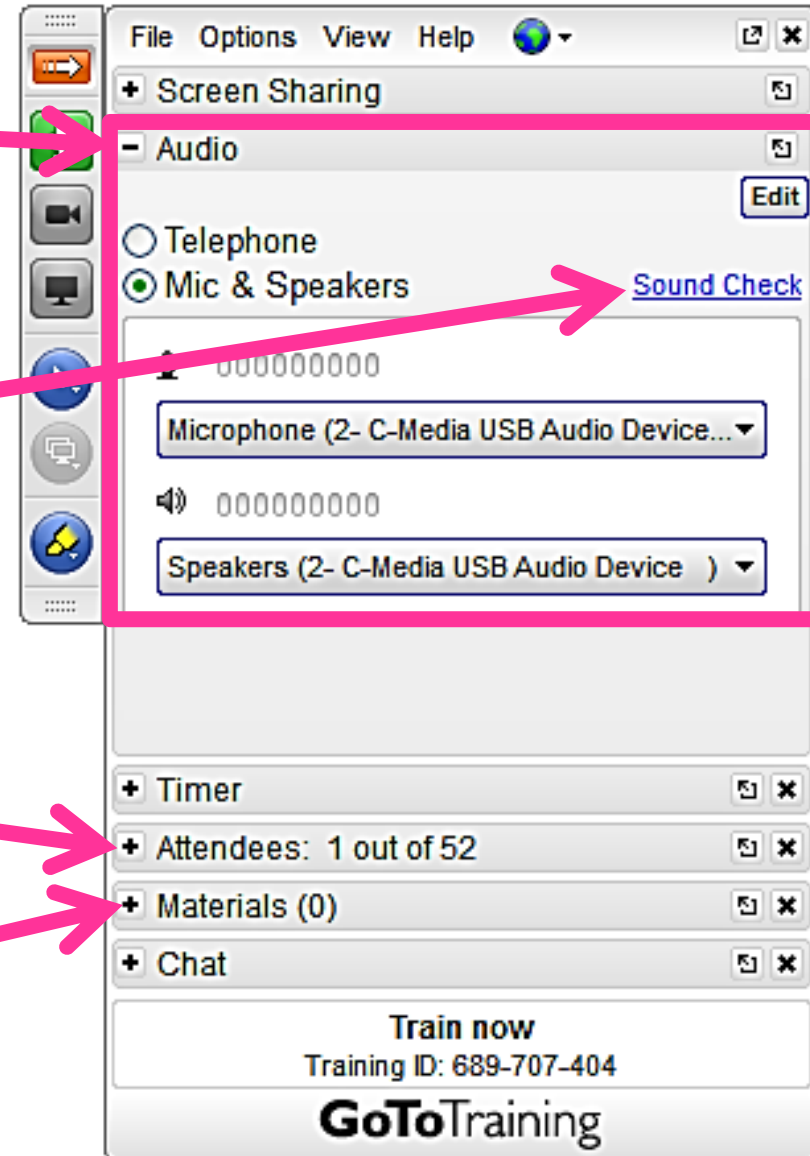 File Options View Help
Screen Sharing
Audio
Edit
Telephone
Mic & Speakers Sound Check
000000000
Microphone (2- C-Media USB Audio Device...
000000000
Speakers (2- C-Media USB Audio Device )
Timer
Attendees: 1 out of 52
Materials (0)
Chat
Train now
Training ID: 689-707-404
GoToTraining